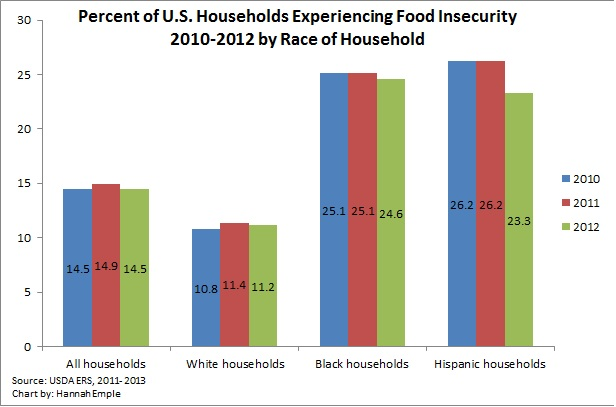 Percent of U.S. Households Experiencing Food Insecurity
2010-2012 by Race of Household
30
25
20
15
10
5
0
14.5
14.9
14.5
10.8
11.4
11.2
25.1
25.1
24.6
26.2
26.2
23.3
2010
2011
2012
All households
White households
Black households
Hispanic households
Source: USDA ERS, 2011- 2013
Chart by: Hannah Emple